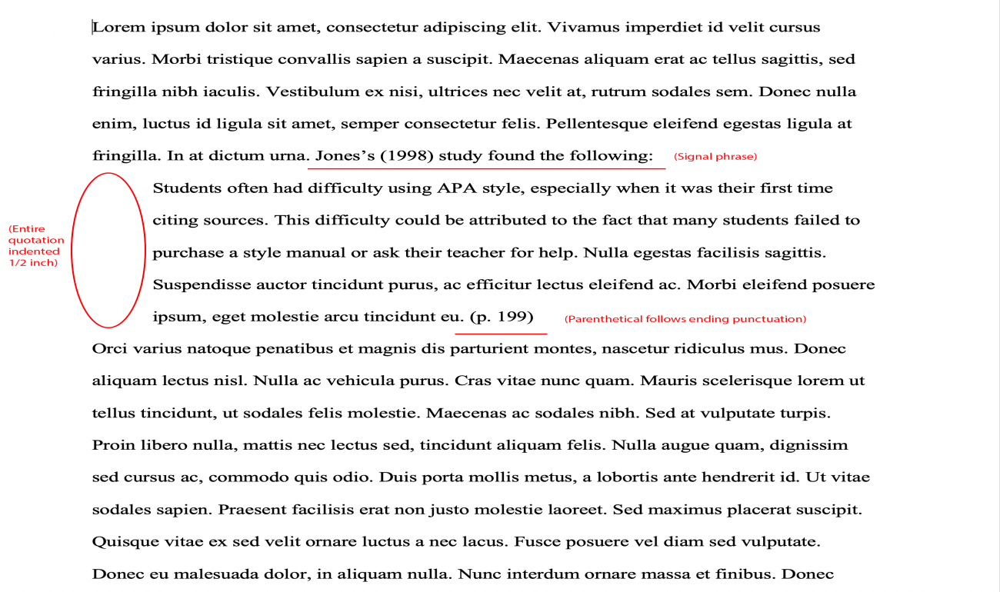 Lorem ipsum dolor sit amet, consectetur adipiscing elit. Vivamus imperdiet id velit cursus
varius. Morbi tristique convallis sapien a suscipit. Maecenas aliquam erat ac tellus sagittis, sed
fringilla nibh iaculis. Vestibulum ex nisi, ultrices nec velit at, rutrum sodales sem. Donec nulla
enim, luctus id ligula sit amet, semper consectetur felis. Pellentesque eleifend egestas ligula at
fringilla. In at dictum urna. Jones’s (1998) study found the following: (Signal phrase)
Students often had difficulty using APA style, especially when it was their first time
citing sources. This difficulty could be attributed to the fact that many students failed to
(Entire
quotation
indented
1/2 inch)
purchase a style manual or ask their teacher for help. Nulla egestas facilisis sagittis.
Suspendisse auctor tincidunt purus, ac efficitur lectus eleifend ac. Morbi eleifend posuere
ipsum, eget molestie arcu tincidunt eu. (p. 199) (Parenthetical follows ending punctuation)
Orci varius natoque penatibus et magnis dis parturient montes, nascetur ridiculus mus. Donec
aliquam lectus nisl. Nulla ac vehicula purus. Cras vitae nunc quam. Mauris scelerisque lorem ut
tellus tincidunt, ut sodales felis molestie. Maecenas ac sodales nibh. Sed at vulputate turpis.
Proin libero nulla, mattis nec lectus sed, tincidunt aliquam felis. Nulla augue quam, dignissim
sed cursus ac, commodo quis odio. Duis porta mollis metus, a lobortis ante hendrerit id. Ut vitae
sodales sapien. Praesent facilisis erat non justo molestie laoreet. Sed maximus placerat suscipit.
Quisque vitae ex sed velit ornare luctus a nec lacus. Fusce posuere vel diam sed vulputate.
Donec eu malesuada dolor, in aliquam nulla. Nunc interdum ornare massa et finibus. Donec